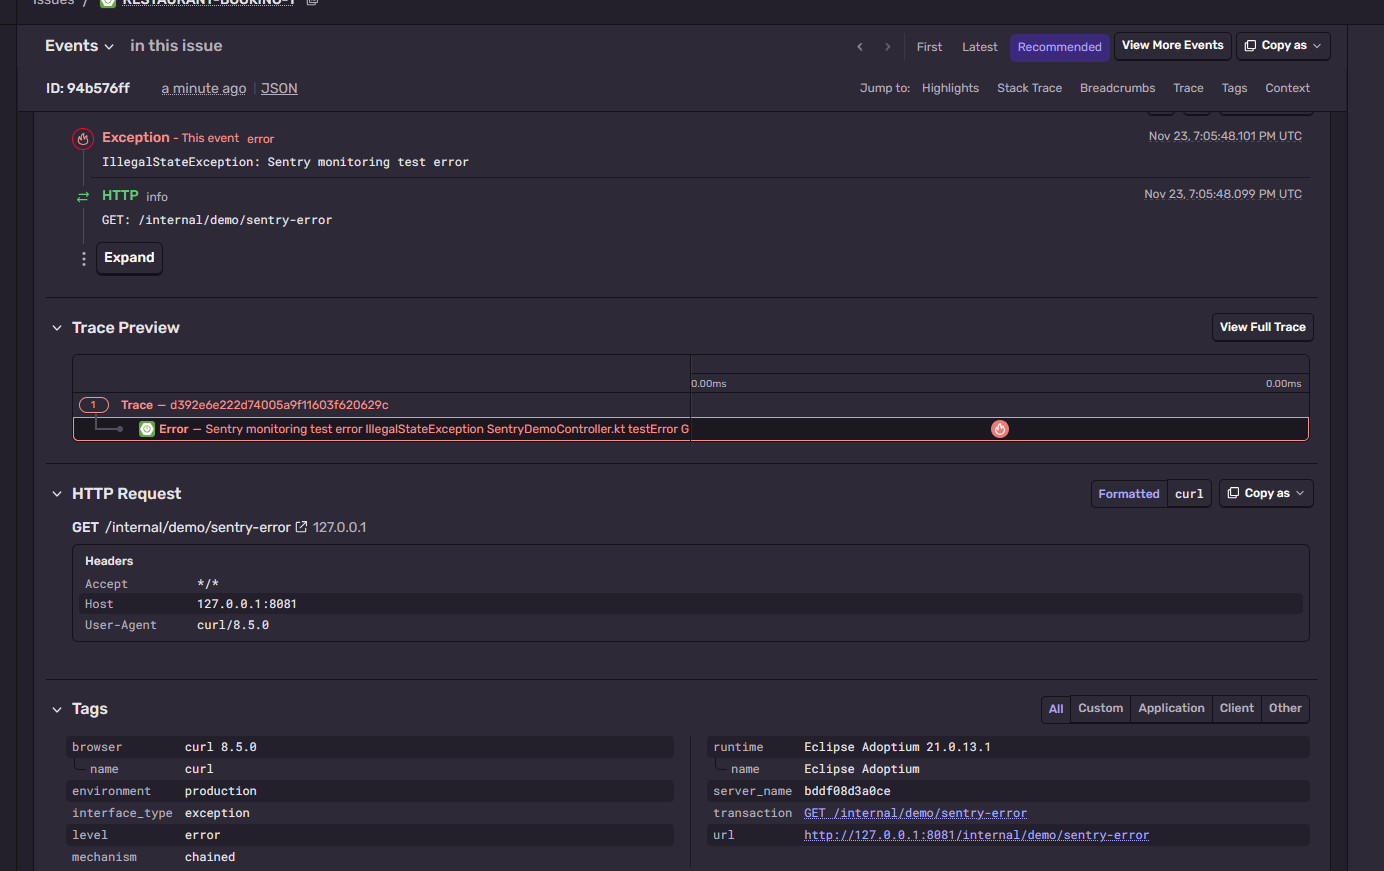 Issues / RESTAURANT-BOOKING-1
Events in this issue
First Latest Recommended View More Events Copy as
ID: 94b576ff a minute ago JSON
Jump to: Highlights Stack Trace Breadcrumbs Trace Tags Context
Exception - This event error Nov 23, 7:05:48.101 PM UTC
IllegalStateException: Sentry monitoring test error
HTTP info Nov 23, 7:05:48.099 PM UTC
GET: /internal/demo/sentry-error
Expand
Trace Preview View Full Trace
0.00ms 0.00ms
1 Trace — d392e6e222d74005a9f11603f620629c
Error — Sentry monitoring test error IllegalStateException SentryDemoController.kt testError G
HTTP Request Formatted curl Copy as
GET /internal/demo/sentry-error 127.0.0.1
Headers
Accept */*
Host 127.0.0.1:8081
User-Agent curl/8.5.0
Tags All Custom Application Client Other
browser curl 8.5.0
name curl
environment production
interface_type exception
level error
mechanism chained
runtime Eclipse Adoptium 21.0.13.1
name Eclipse Adoptium
server_name bddf08d3a0ce
transaction GET /internal/demo/sentry-error
url http://127.0.0.1:8081/internal/demo/sentry-error